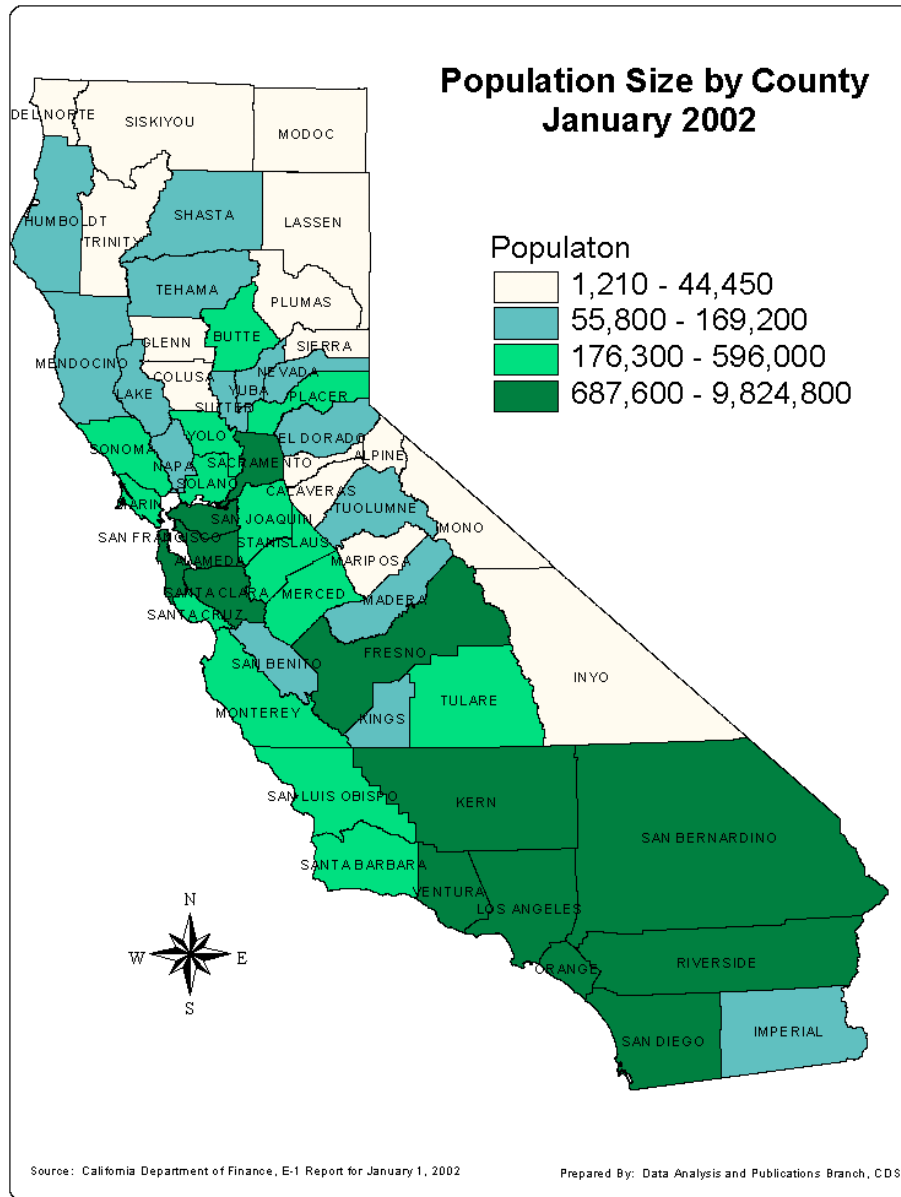 Population Size by County
January 2002
DEL NORTE
SISKIYOU
MODOC
HUMBOLDT
TRINITY
SHASTA
LASSEN
TEHAMA
PLUMAS
Populaton
1,210 - 44,450
55,800 - 169,200
176,300 - 596,000
687,600 - 9,824,800
GLENN
BUTTE
SIERRA
MENDOCINO
COLUSA
NEVADA
LAKE
YUBA
SUTTER
PLACER
SONOMA
YOLO
EL DORADO
NAPA
SACRAMENTO
ALPINE
SOLANO
CALAVERAS
MARIN
SAN JOAQUIN
TUOLUMNE
MONO
SAN FRANCISCO
STANISLAUS
ALAMEDA
MARIPOSA
SANTA CLARA
MERCED
MADERA
SANTA CRUZ
SAN BENITO
FRESNO
INYO
MONTEREY
KINGS
TULARE
SAN LUIS OBISPO
KERN
SAN BERNARDINO
SANTA BARBARA
VENTURA
LOS ANGELES
ORANGE
RIVERSIDE
SAN DIEGO
IMPERIAL
N
W
E
S
Source: California Department of Finance, E-1 Report for January 1, 2002
Prepared By: Data Analysis and Publications Branch, CDS